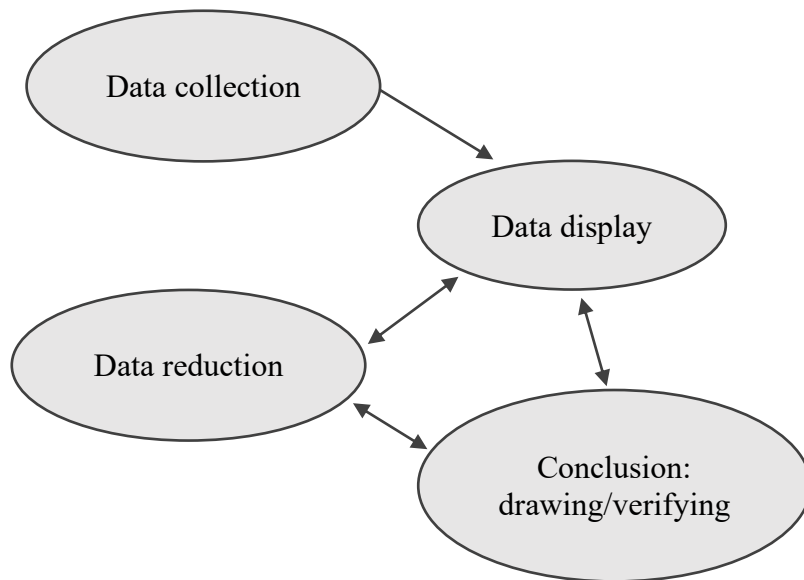 Data collection
Data display
Data reduction
Conclusion:
drawing/verifying